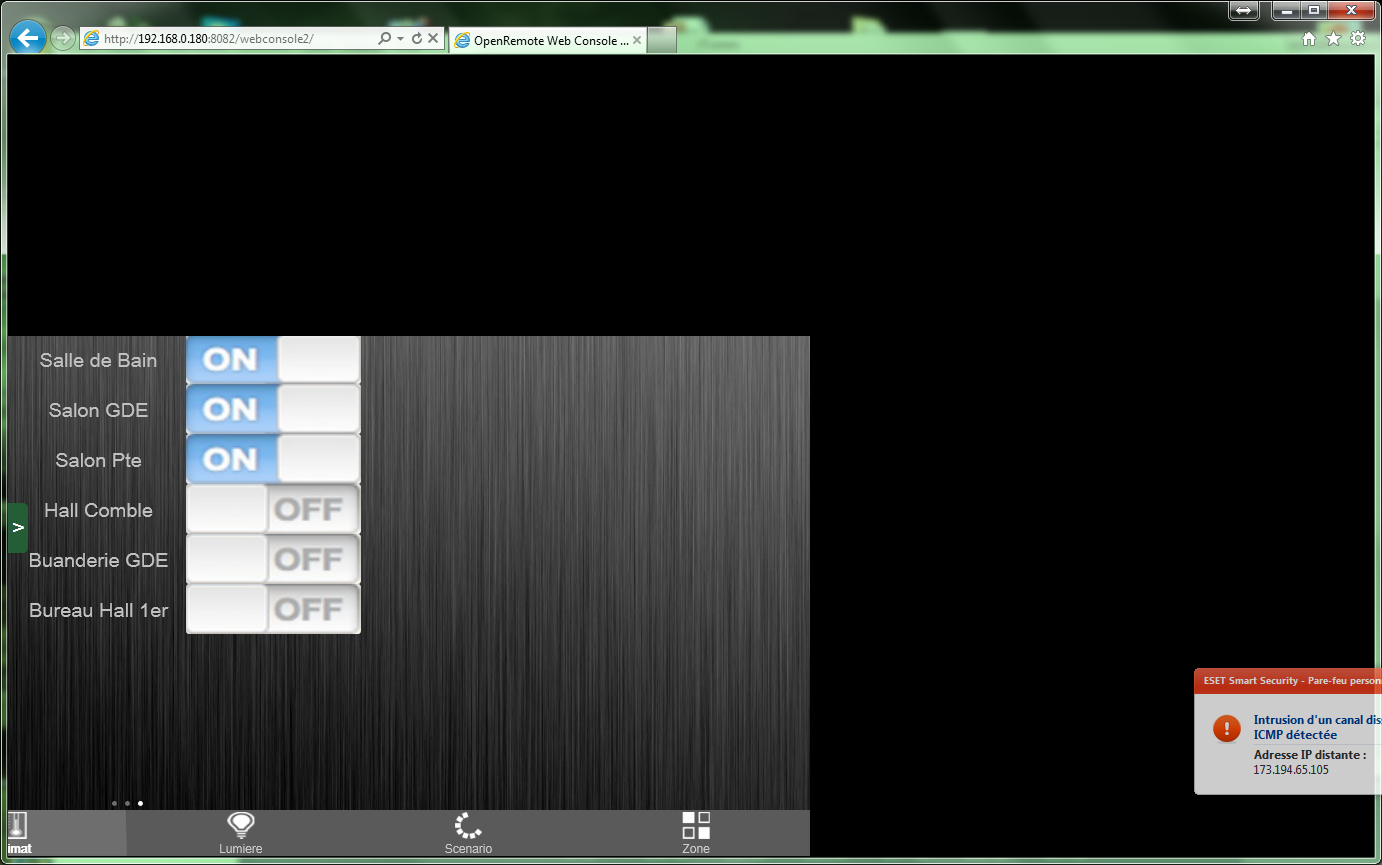 http://192.168.0.180:8082/webconsole2/
OpenRemote Web Console ...
Salle de Bain
ON
Salon GDE
ON
Salon Pte
ON
Hall Comble
OFF
>
Buanderie GDE
OFF
Bureau Hall 1er
OFF
ESET Smart Security - Pare-feu person
Intrusion d'un canal dis
ICMP détectée
Adresse IP distante :
173.194.65.105
imat
Lumiere
Scenario
Zone